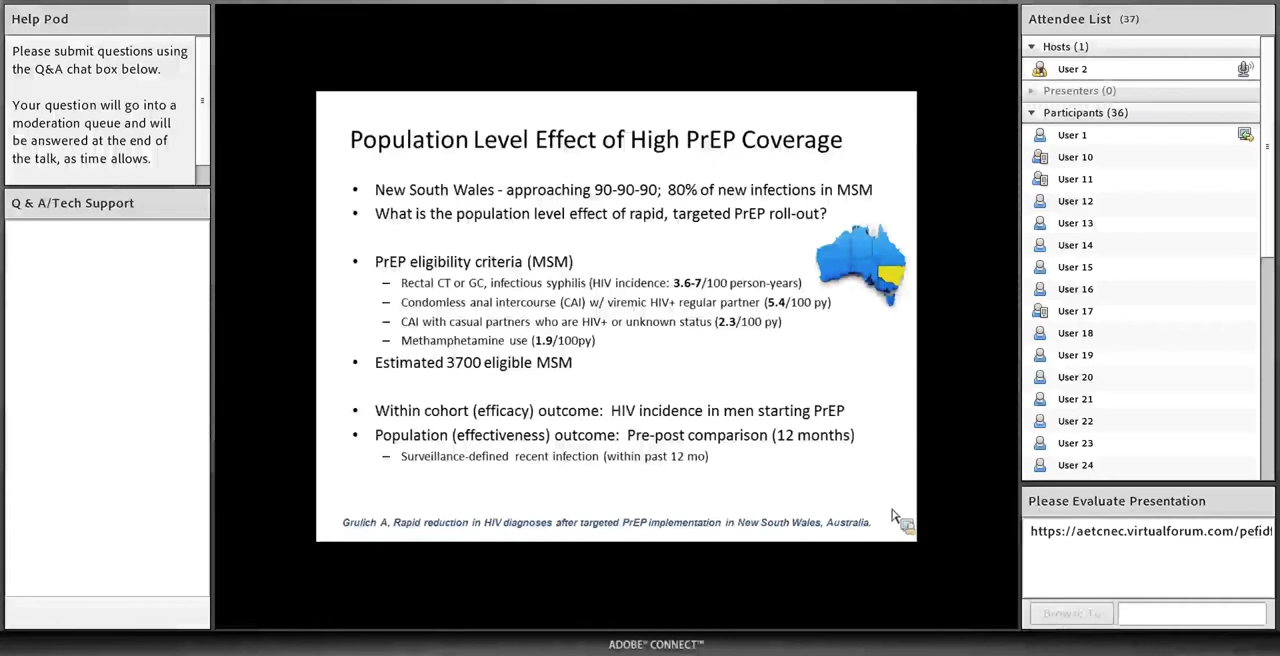 Help Pod
Please submit questions using
the Q&A chat box below.
Your question will go into a
moderation queue and will
be answered at the end of
the talk, as time allows.
Q & A/Tech Support
Population Level Effect of High PrEP Coverage
• New South Wales - approaching 90-90-90; 80% of new infections in MSM
• What is the population level effect of rapid, targeted PrEP roll-out?
• PrEP eligibility criteria (MSM)
– Rectal CT or GC, infectious syphilis (HIV incidence: 3.6-7/100 person-years)
– Condomless anal intercourse (CAI) w/ viremic HIV+ regular partner (5.4/100 py)
– CAI with casual partners who are HIV+ or unknown status (2.3/100 py)
– Methamphetamine use (1.9/100py)
• Estimated 3700 eligible MSM
• Within cohort (efficacy) outcome: HIV incidence in men starting PrEP
• Population (effectiveness) outcome: Pre-post comparison (12 months)
– Surveillance-defined recent infection (within past 12 mo)
Grulich A, Rapid reduction in HIV diagnoses after targeted PrEP implementation in New South Wales, Australia.
Attendee List (37)
Hosts (1)
User 2
Presenters (0)
Participants (36)
User 1
User 10
User 11
User 12
User 13
User 14
User 15
User 16
User 17
User 18
User 19
User 20
User 21
User 22
User 23
User 24
Please Evaluate Presentation
https://aetcnec.virtualforum.com/pefidf
Browse To
ADOBE® CONNECT™